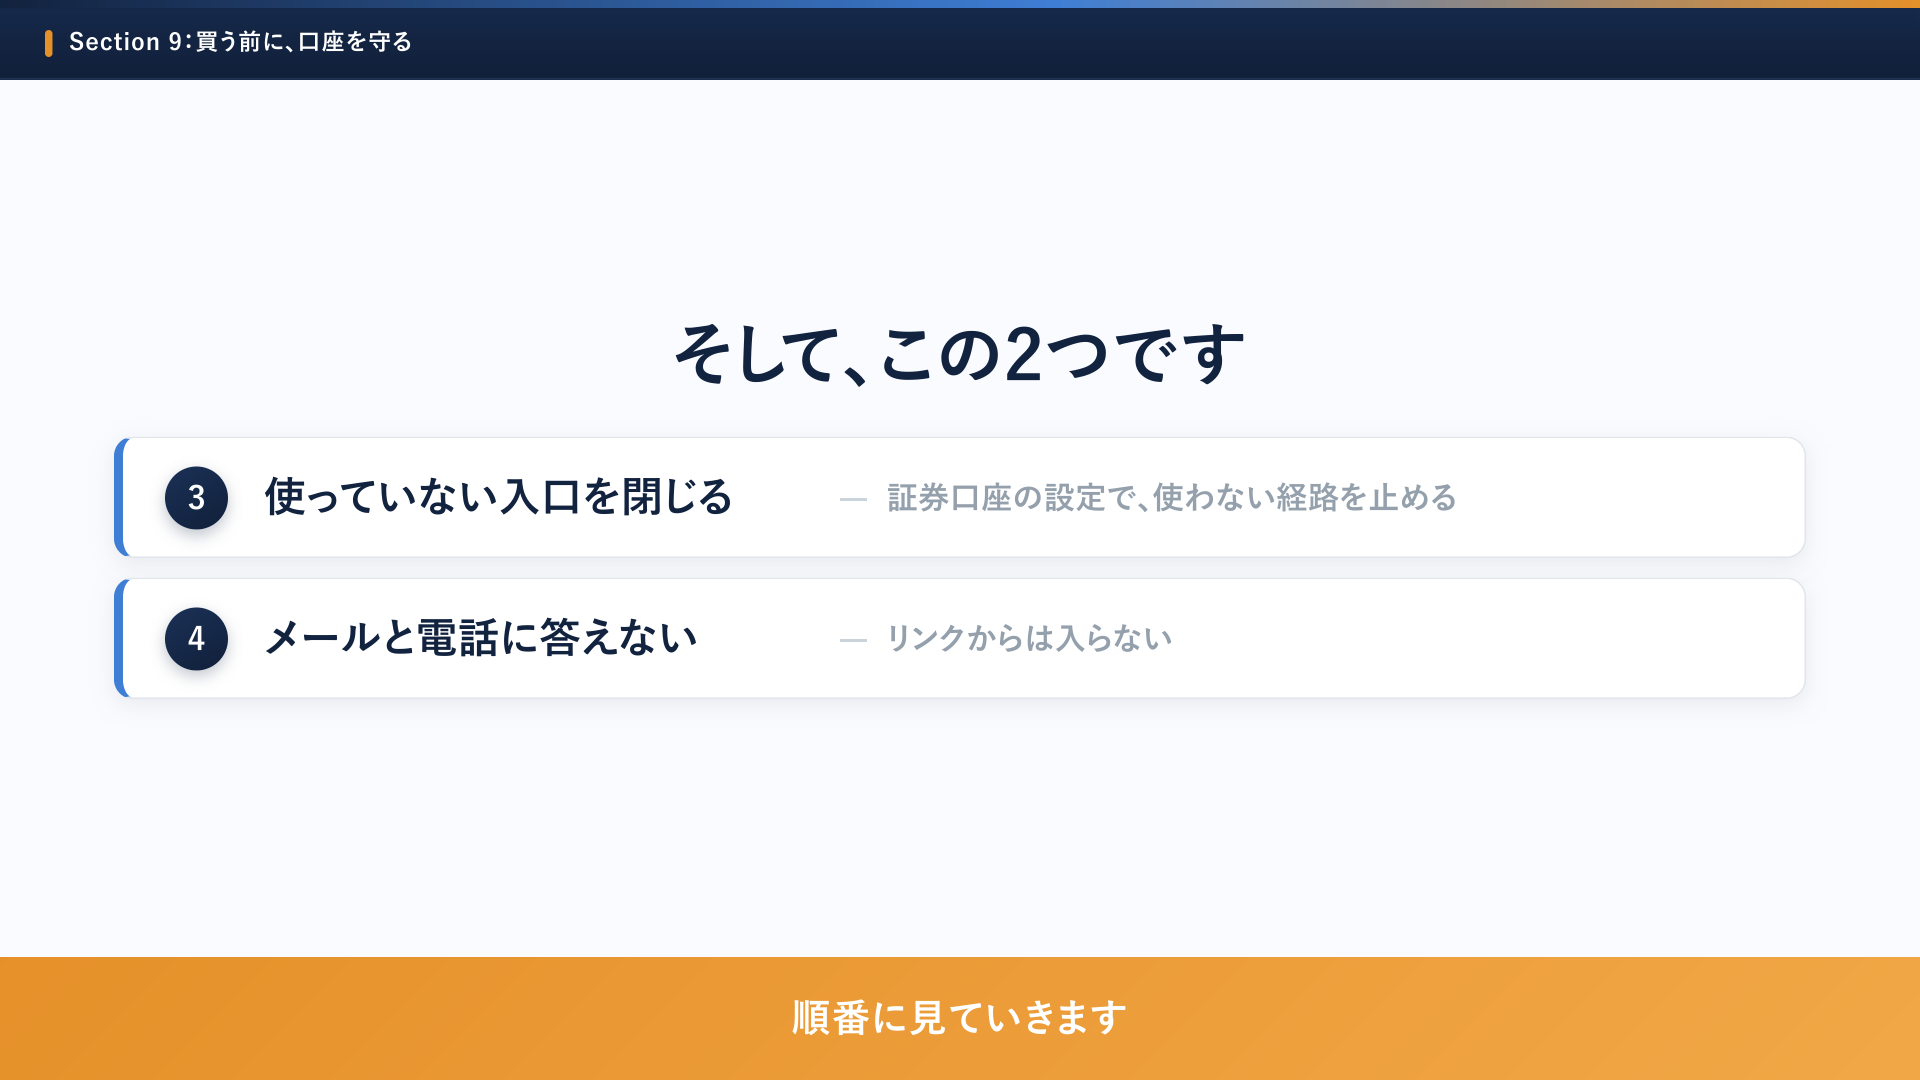 Section 9：買う前に、口座を守る
そして、この2つです
3 使っていない入口を閉じる — 証券口座の設定で、使わない経路を止める
4 メールと電話に答えない — リンクからは入らない
順番に見ていきます